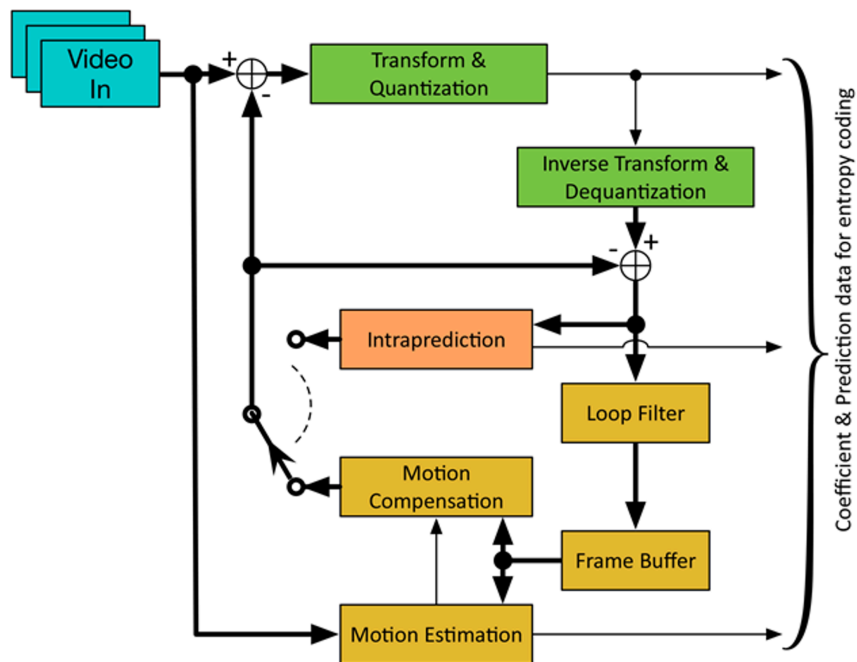 Video
In
+
-
Transform &
Quantization
Inverse Transform &
Dequantization
-
+
Intraprediction
Loop Filter
Motion
Compensation
Frame Buffer
Motion Estimation
Coefficient & Prediction data for entropy coding